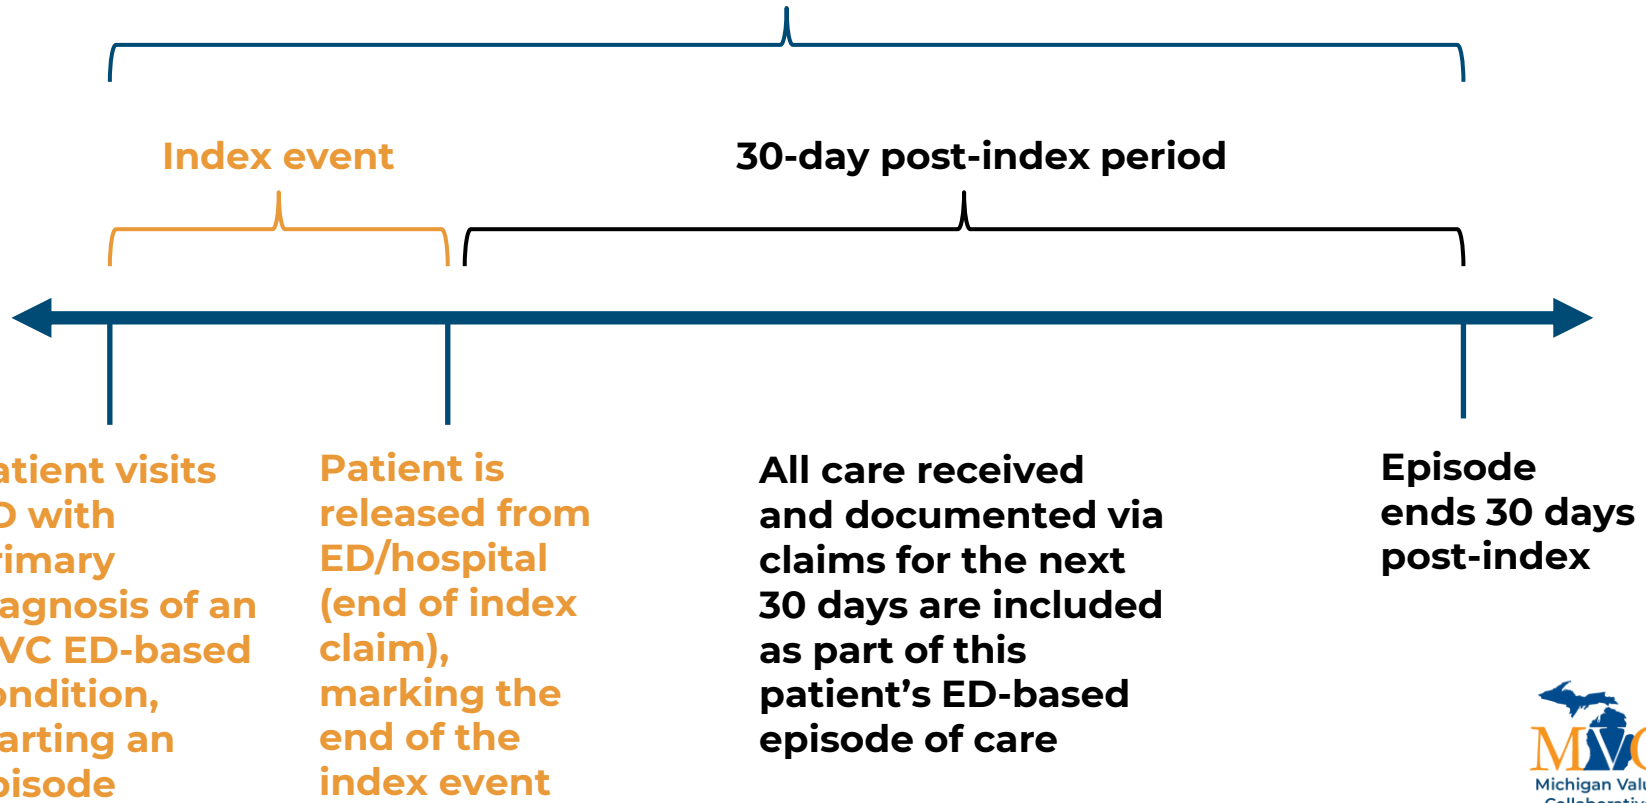 Index event
30-day post-index period
atient visits
D with
rimary
agnosis of an
VC ED-based
ondition,
arting an
pisode
Patient is
released from
ED/hospital
(end of index
claim),
marking the
end of the
index event
All care received
and documented via
claims for the next
30 days are included
as part of this
patient's ED-based
episode of care
Episode
ends 30 days
post-index
MVC
Michigan Valu
Collaborativ